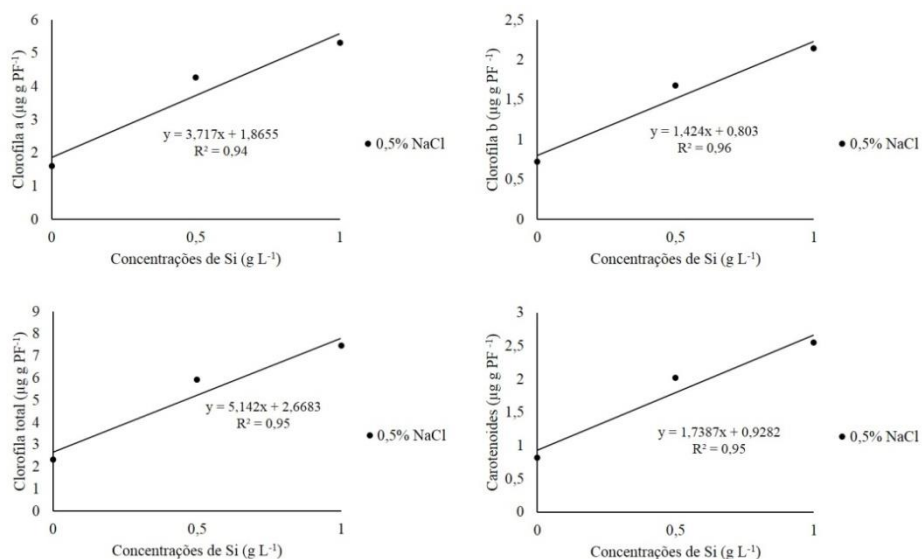 Clorofila a (µg g PF⁻¹)
6
5
4
3
2
1
0
y = 3,717x + 1,8655
R² = 0,94
0,5% NaCl
0
0,5
1
Concentrações de Si (g L⁻¹)
Clorofila b (µg g PF⁻¹)
2,5
2
1,5
1
0,5
0
y = 1,424x + 0,803
R² = 0,96
0,5% NaCl
0
0,5
1
Concentrações de Si (g L⁻¹)
Clorofila total (µg g PF⁻¹)
9
8
7
6
5
4
3
2
1
0
y = 5,142x + 2,6683
R² = 0,95
0,5% NaCl
0
0,5
1
Concentrações de Si (g L⁻¹)
Carotenoides (µg g PF⁻¹)
3
2,5
2
1,5
1
0,5
0
y = 1,7387x + 0,9282
R² = 0,95
0,5% NaCl
0
0,5
1
Concentrações de Si (g L⁻¹)